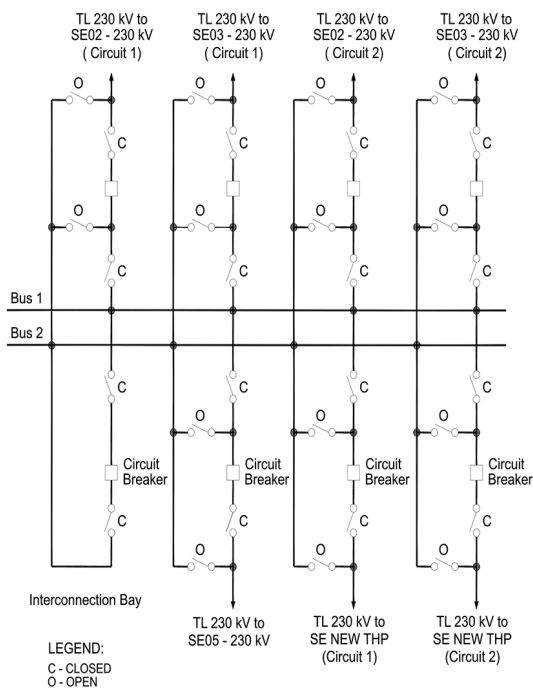 TL 230 kV to
SE02 - 230 kV
( Circuit 1)
TL 230 kV to
SE03 - 230 kV
( Circuit 1)
TL 230 kV to
SE02 - 230 kV
( Circuit 2)
TL 230 kV to
SE03 - 230 kV
( Circuit 2)
O
O
O
O
C
C
C
C
O
O
O
O
C
C
C
C
Bus 1
Bus 2
C
C
C
C
O
O
O
Circuit
Breaker
Circuit
Breaker
Circuit
Breaker
Circuit
Breaker
C
C
C
C
O
O
O
Interconnection Bay
TL 230 kV to
SE05 - 230 kV
TL 230 kV to
SE NEW THP
(Circuit 1)
TL 230 kV to
SE NEW THP
(Circuit 2)
LEGEND:
C - CLOSED
O - OPEN